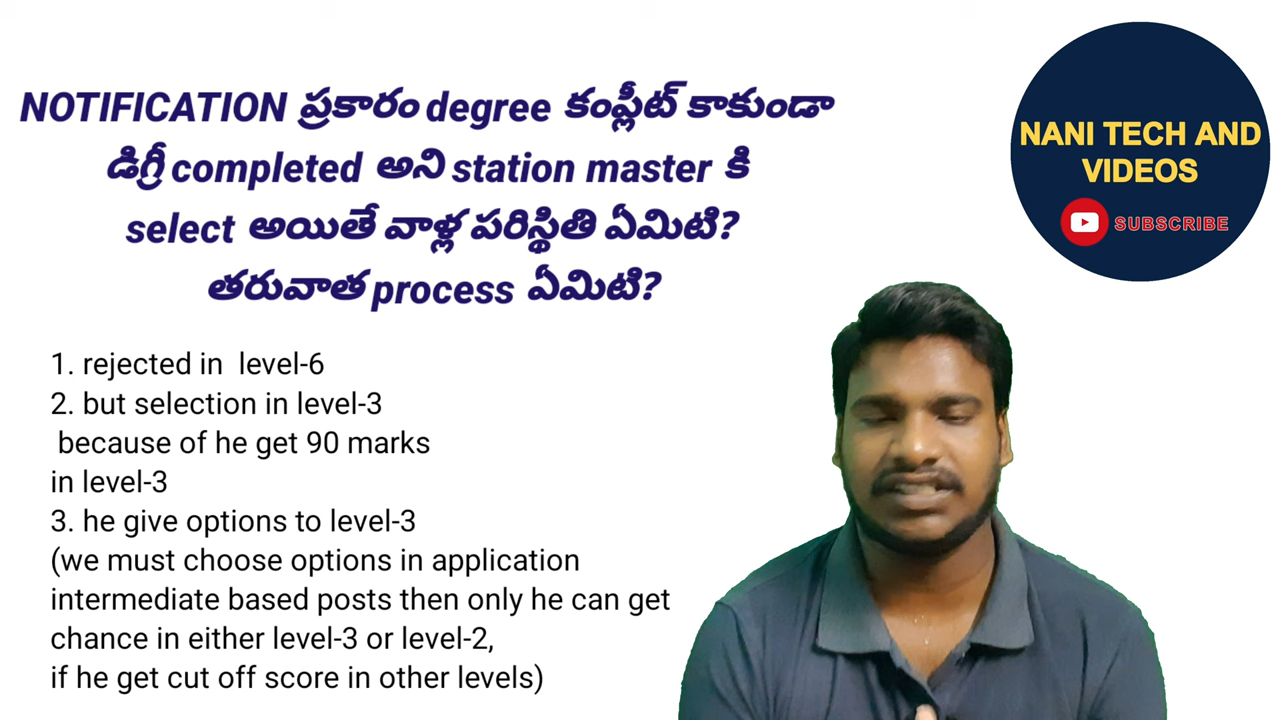 NOTIFICATION ప్రకారం degree కంప్లీట్ కాకుండా
డిగ్రీ completed అని station master కి
select అయితే వాళ్ల పరిస్థితి ఏమిటి?
తరువాత process ఏమిటి?
1. rejected in level-6
2. but selection in level-3
because of he get 90 marks
in level-3
3. he give options to level-3
(we must choose options in application
intermediate based posts then only he can get
chance in either level-3 or level-2,
if he get cut off score in other levels)
NANI TECH AND
VIDEOS
SUBSCRIBE